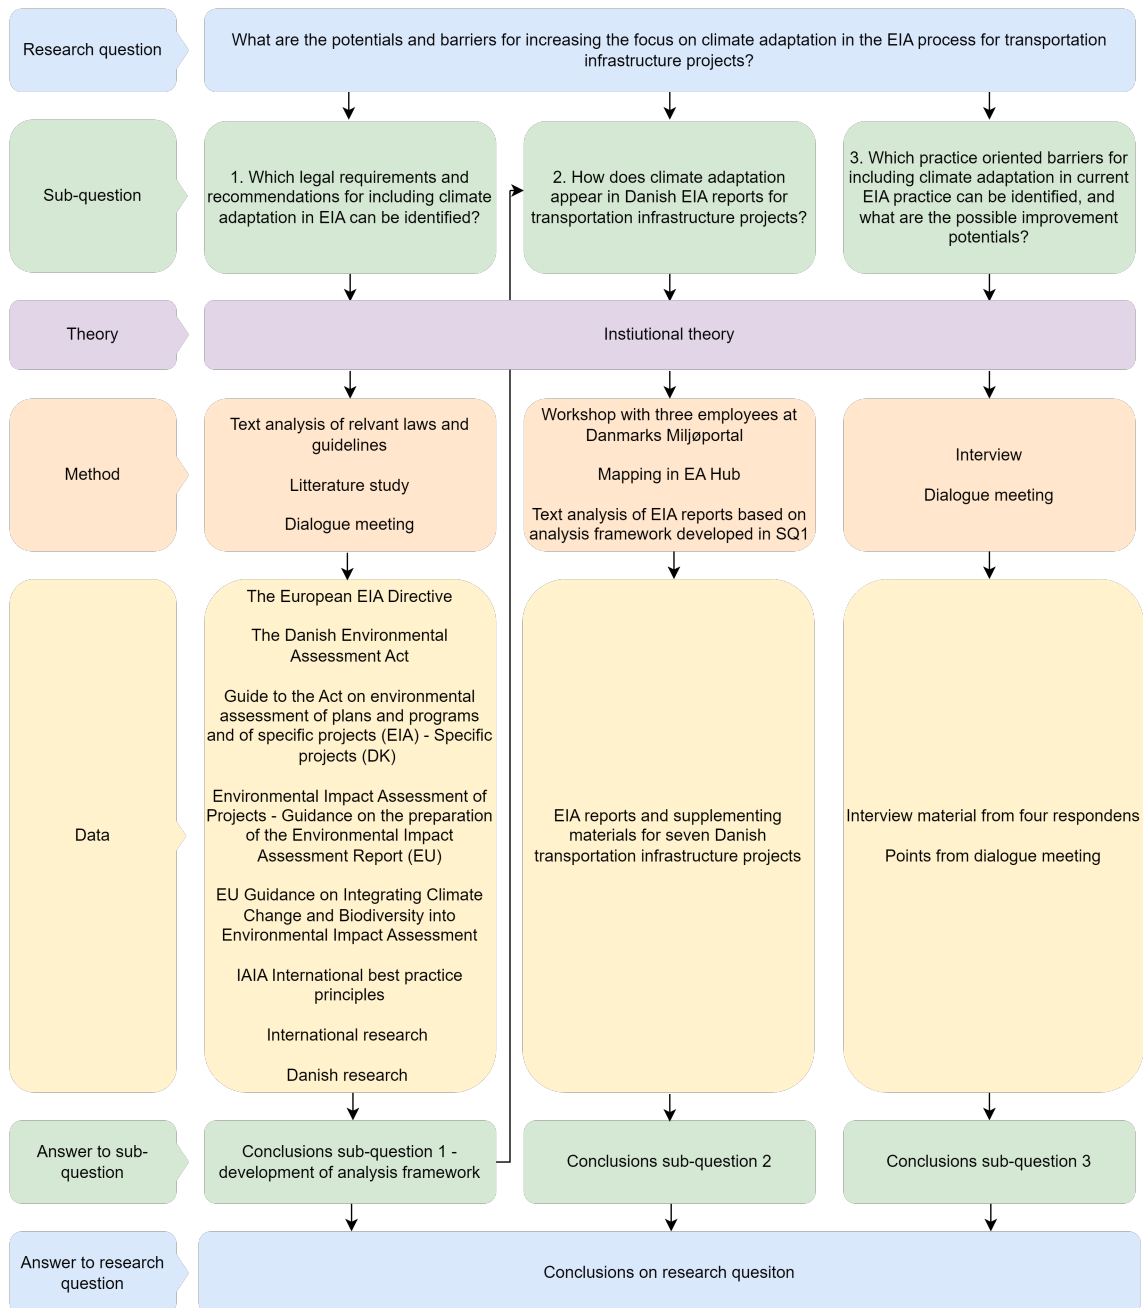 Research question
What are the potentials and barriers for increasing the focus on climate adaptation in the EIA process for transportation
infrastructure projects?
Sub-question
1. Which legal requirements and
recommendations for including climate
adaptation in EIA can be identified?
2. How does climate adaptation
appear in Danish EIA reports for
transportation infrastructure projects?
3. Which practice oriented barriers for
including climate adaptation in current
EIA practice can be identified, and
what are the possible improvement
potentials?
Theory
Instiutional theory
Method
Text analysis of relvant laws and
guidelines
Litterature study
Dialogue meeting
Workshop with three employees at
Danmarks Miljøportal
Mapping in EA Hub
Text analysis of EIA reports based on
analysis framework developed in SQ1
Interview
Dialogue meeting
Data
The European EIA Directive
The Danish Environmental
Assessment Act
Guide to the Act on environmental
assessment of plans and programs
and of specific projects (EIA) - Specific
projects (DK)
Environmental Impact Assessment of
Projects - Guidance on the preparation
of the Environmental Impact
Assessment Report (EU)
EU Guidance on Integrating Climate
Change and Biodiversity into
Environmental Impact Assessment
IAIA International best practice
principles
International research
Danish research
EIA reports and supplementing
materials for seven Danish
transportation infrastructure projects
Interview material from four respondens
Points from dialogue meeting
Answer to sub-
question
Conclusions sub-question 1 -
development of analysis framework
Conclusions sub-question 2
Conclusions sub-question 3
Answer to research
question
Conclusions on research quesiton